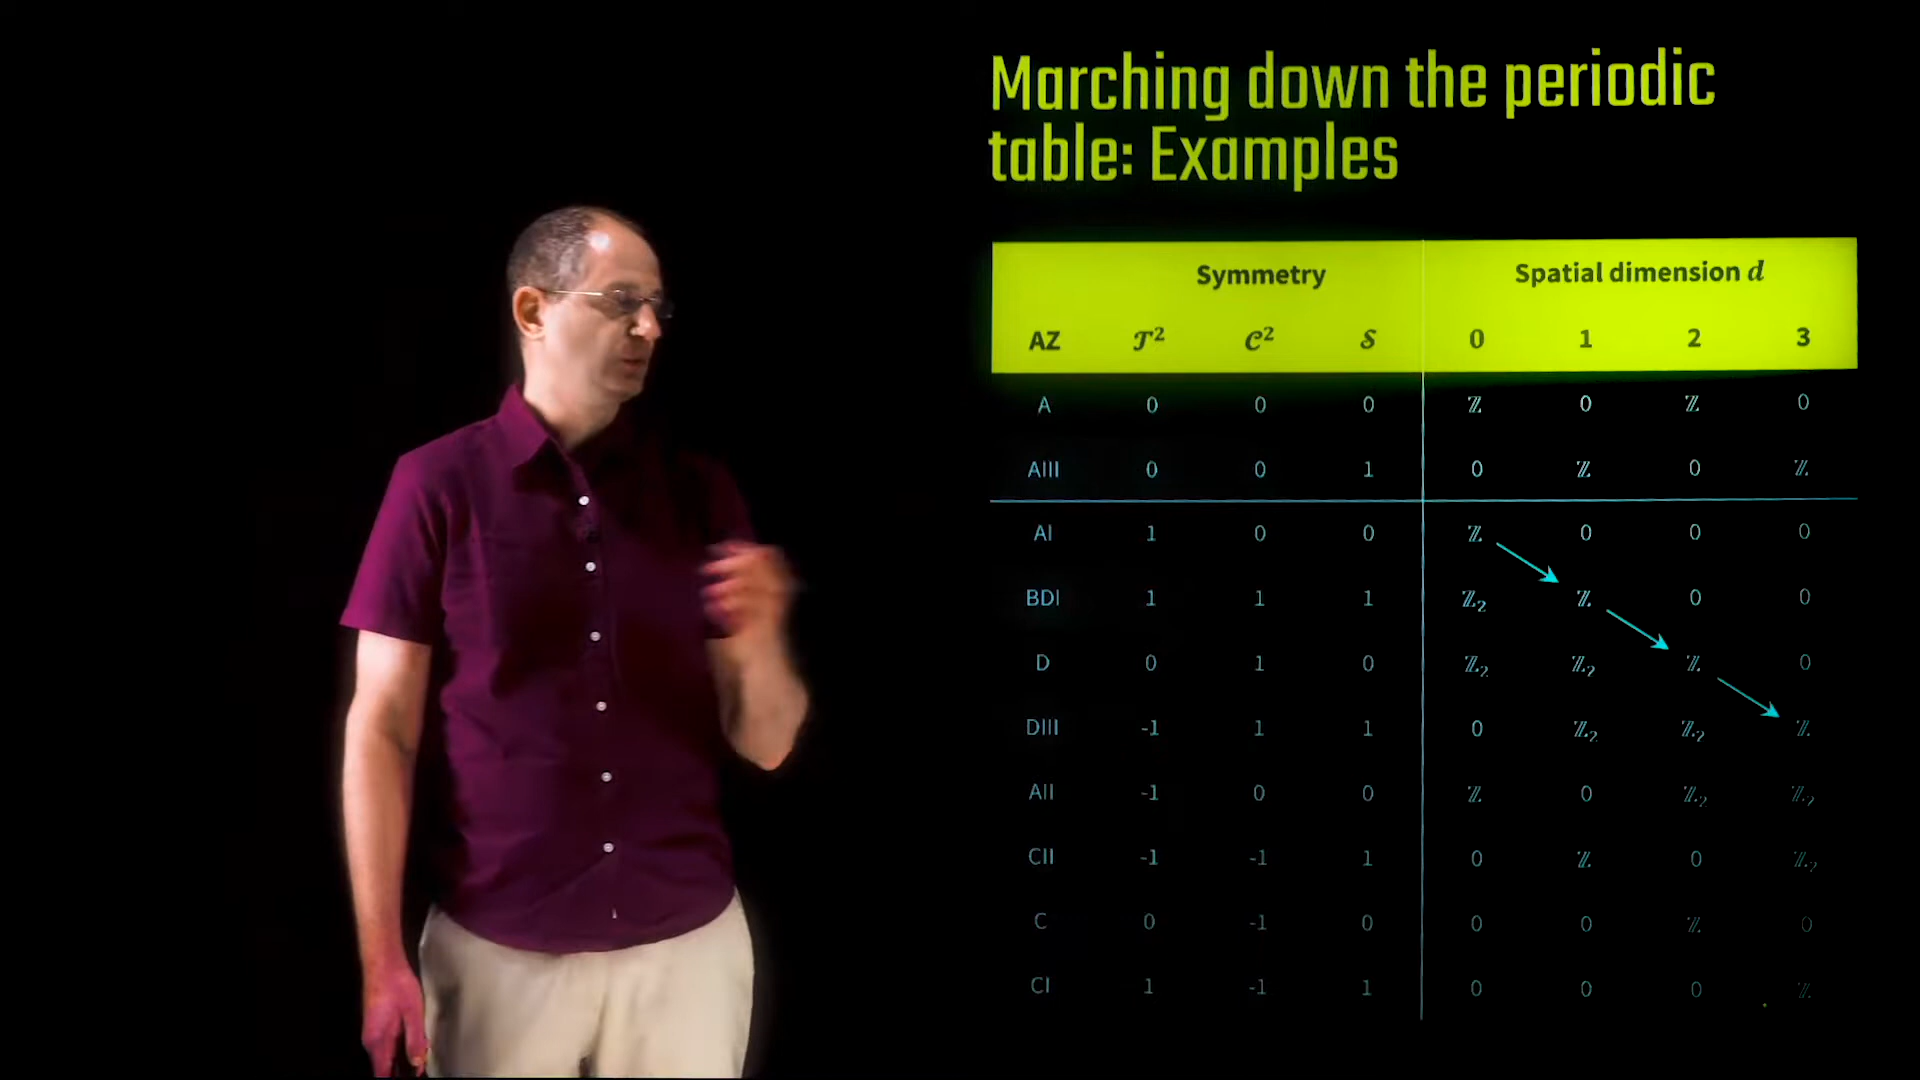 Marching down the periodic
table: Examples
Symmetry Spatial dimension d
AZ 𝒯² 𝒞² 𝒮 0 1 2 3
A 0 0 0 ℤ 0 ℤ 0
AIII 0 0 1 0 ℤ 0 ℤ
AI 1 0 0 ℤ 0 0 0
BDI 1 1 1 ℤ₂ ℤ 0 0
D 0 1 0 ℤ₂ ℤ₂ ℤ 0
DIII -1 1 1 0 ℤ₂ ℤ₂ ℤ
AII -1 0 0 ℤ 0 ℤ₂ ℤ₂
CII -1 -1 1 0 ℤ 0 ℤ₂
C 0 -1 0 0 0 ℤ 0
CI 1 -1 1 0 0 0 ℤ